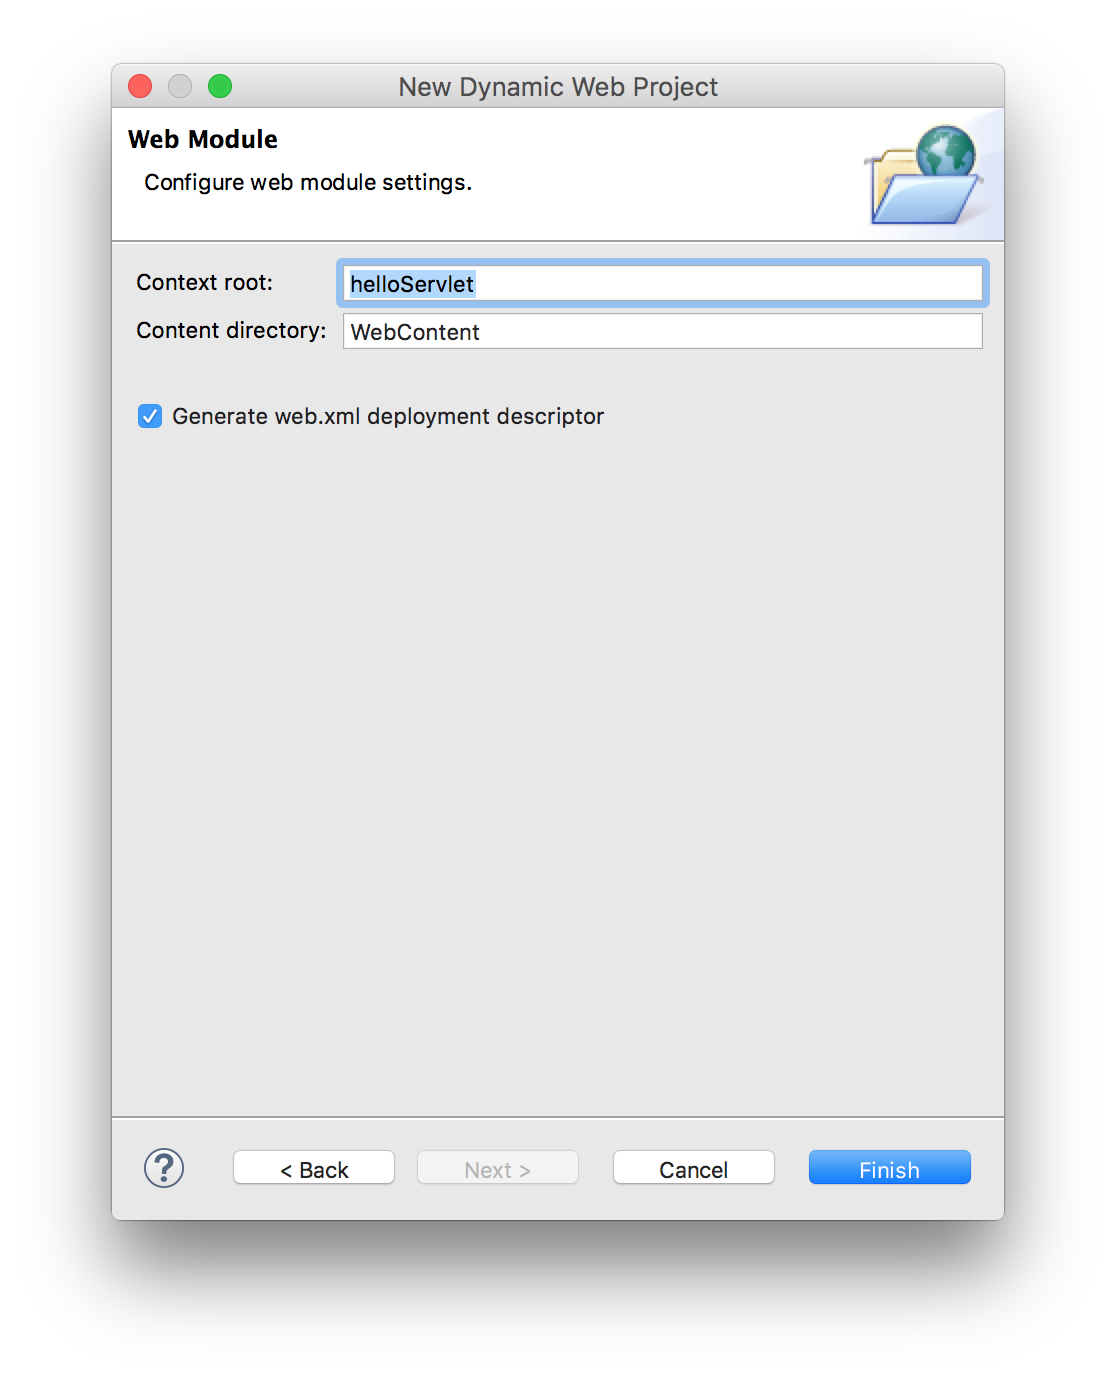 New Dynamic Web Project
Web Module
Configure web module settings.
Context root: helloServlet
Content directory: WebContent
Generate web.xml deployment descriptor
? < Back Next > Cancel Finish